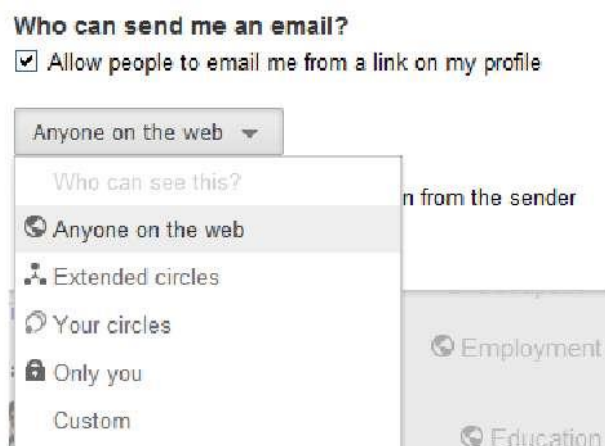 Who can send me an email?
Allow people to email me from a link on my profile
Anyone on the web
Who can see this?
from the sender
Anyone on the web
Extended circles
Your circles
Employment
Only you
Custom
Education